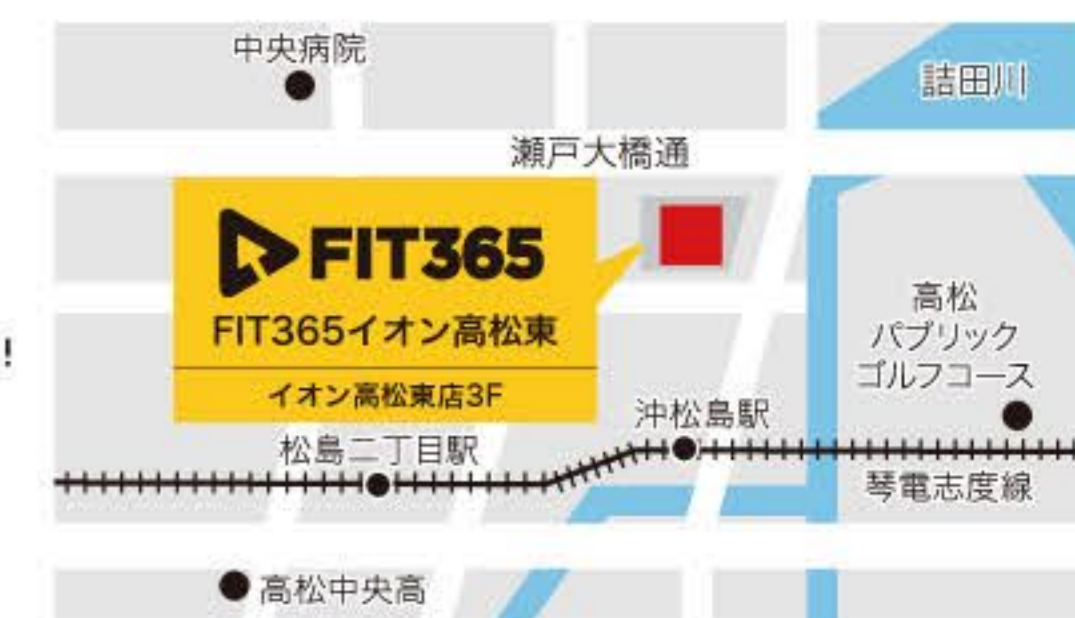 中央病院
詰田川
瀬戸大橋通
FIT365
FIT365イオン高松東
イオン高松東店3F
!
高松
パブリック
ゴルフコース
沖松島駅
松島二丁目駅
琴電志度線
高松中央高